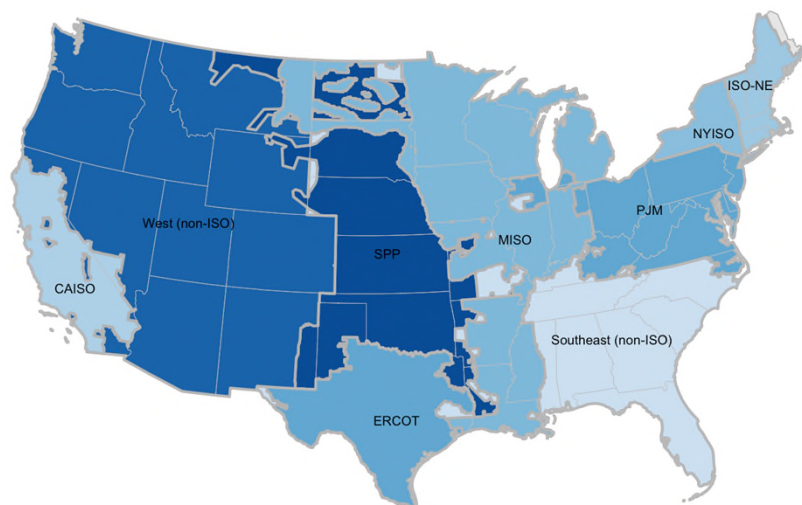 ISO-NE
NYISO
PJM
West (non-ISO)
MISO
SPP
CAISO
Southeast (non-ISO)
ERCOT